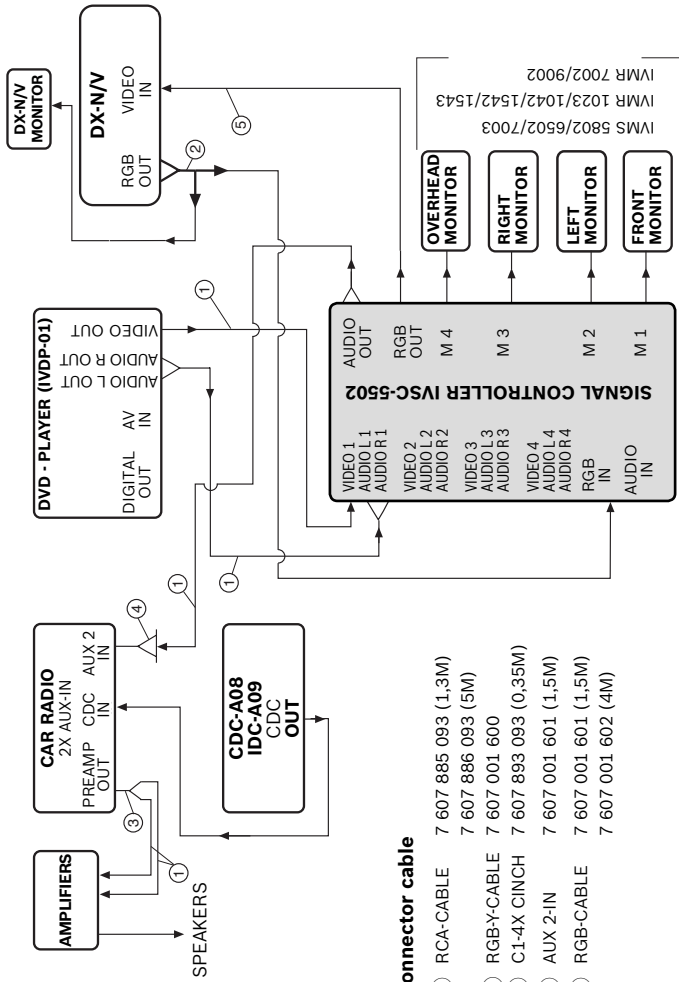 AMPLIFIERS
SPEAKERS
CAR RADIO
2X AUX-IN
PREAMP OUT
CDC IN
AUX 2 IN
1
3
4
CDC-A08
IDC-A09
CDC
OUT
DVD - PLAYER (IVDP-01)
DIGITAL OUT
AV IN
AUDIO L OUT
AUDIO R OUT
VIDEO OUT
1
1
1
DX-N/V
MONITOR
DX-N/V
RGB OUT
VIDEO IN
2
5
SIGNAL CONTROLLER IVSC-5502
VIDEO 1
AUDIO L 1
AUDIO R 1
VIDEO 2
AUDIO L 2
AUDIO R 2
VIDEO 3
AUDIO L 3
AUDIO R 3
VIDEO 4
AUDIO L 4
AUDIO R 4
RGB IN
AUDIO IN
AUDIO OUT
RGB OUT
M 4
M 3
M 2
M 1
OVERHEAD
MONITOR
RIGHT
MONITOR
LEFT
MONITOR
FRONT
MONITOR
IVMS 5802/6502/7003
IVMR 1023/1042/1542/1543
IVMR 7002/9002
onnector cable
RCA-CABLE 7 607 885 093 (1,3M)
7 607 886 093 (5M)
RGB-Y-CABLE 7 607 001 600
C1-4X CINCH 7 607 893 093 (0,35M)
AUX 2-IN 7 607 001 601 (1,5M)
RGB-CABLE 7 607 001 601 (1,5M)
7 607 001 602 (4M)